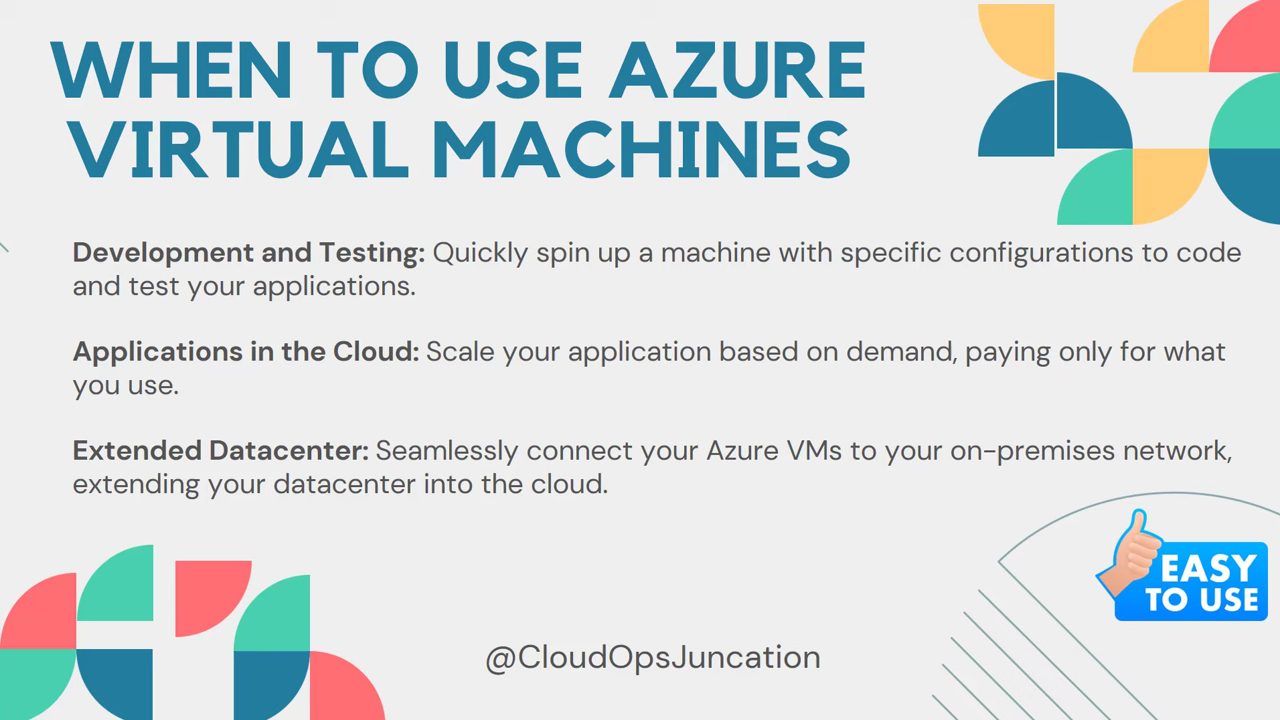 WHEN TO USE AZURE
VIRTUAL MACHINES
Development and Testing: Quickly spin up a machine with specific configurations to code
and test your applications.
Applications in the Cloud: Scale your application based on demand, paying only for what
you use.
Extended Datacenter: Seamlessly connect your Azure VMs to your on-premises network,
extending your datacenter into the cloud.
EASY
TO USE
@CloudOpsJuncation